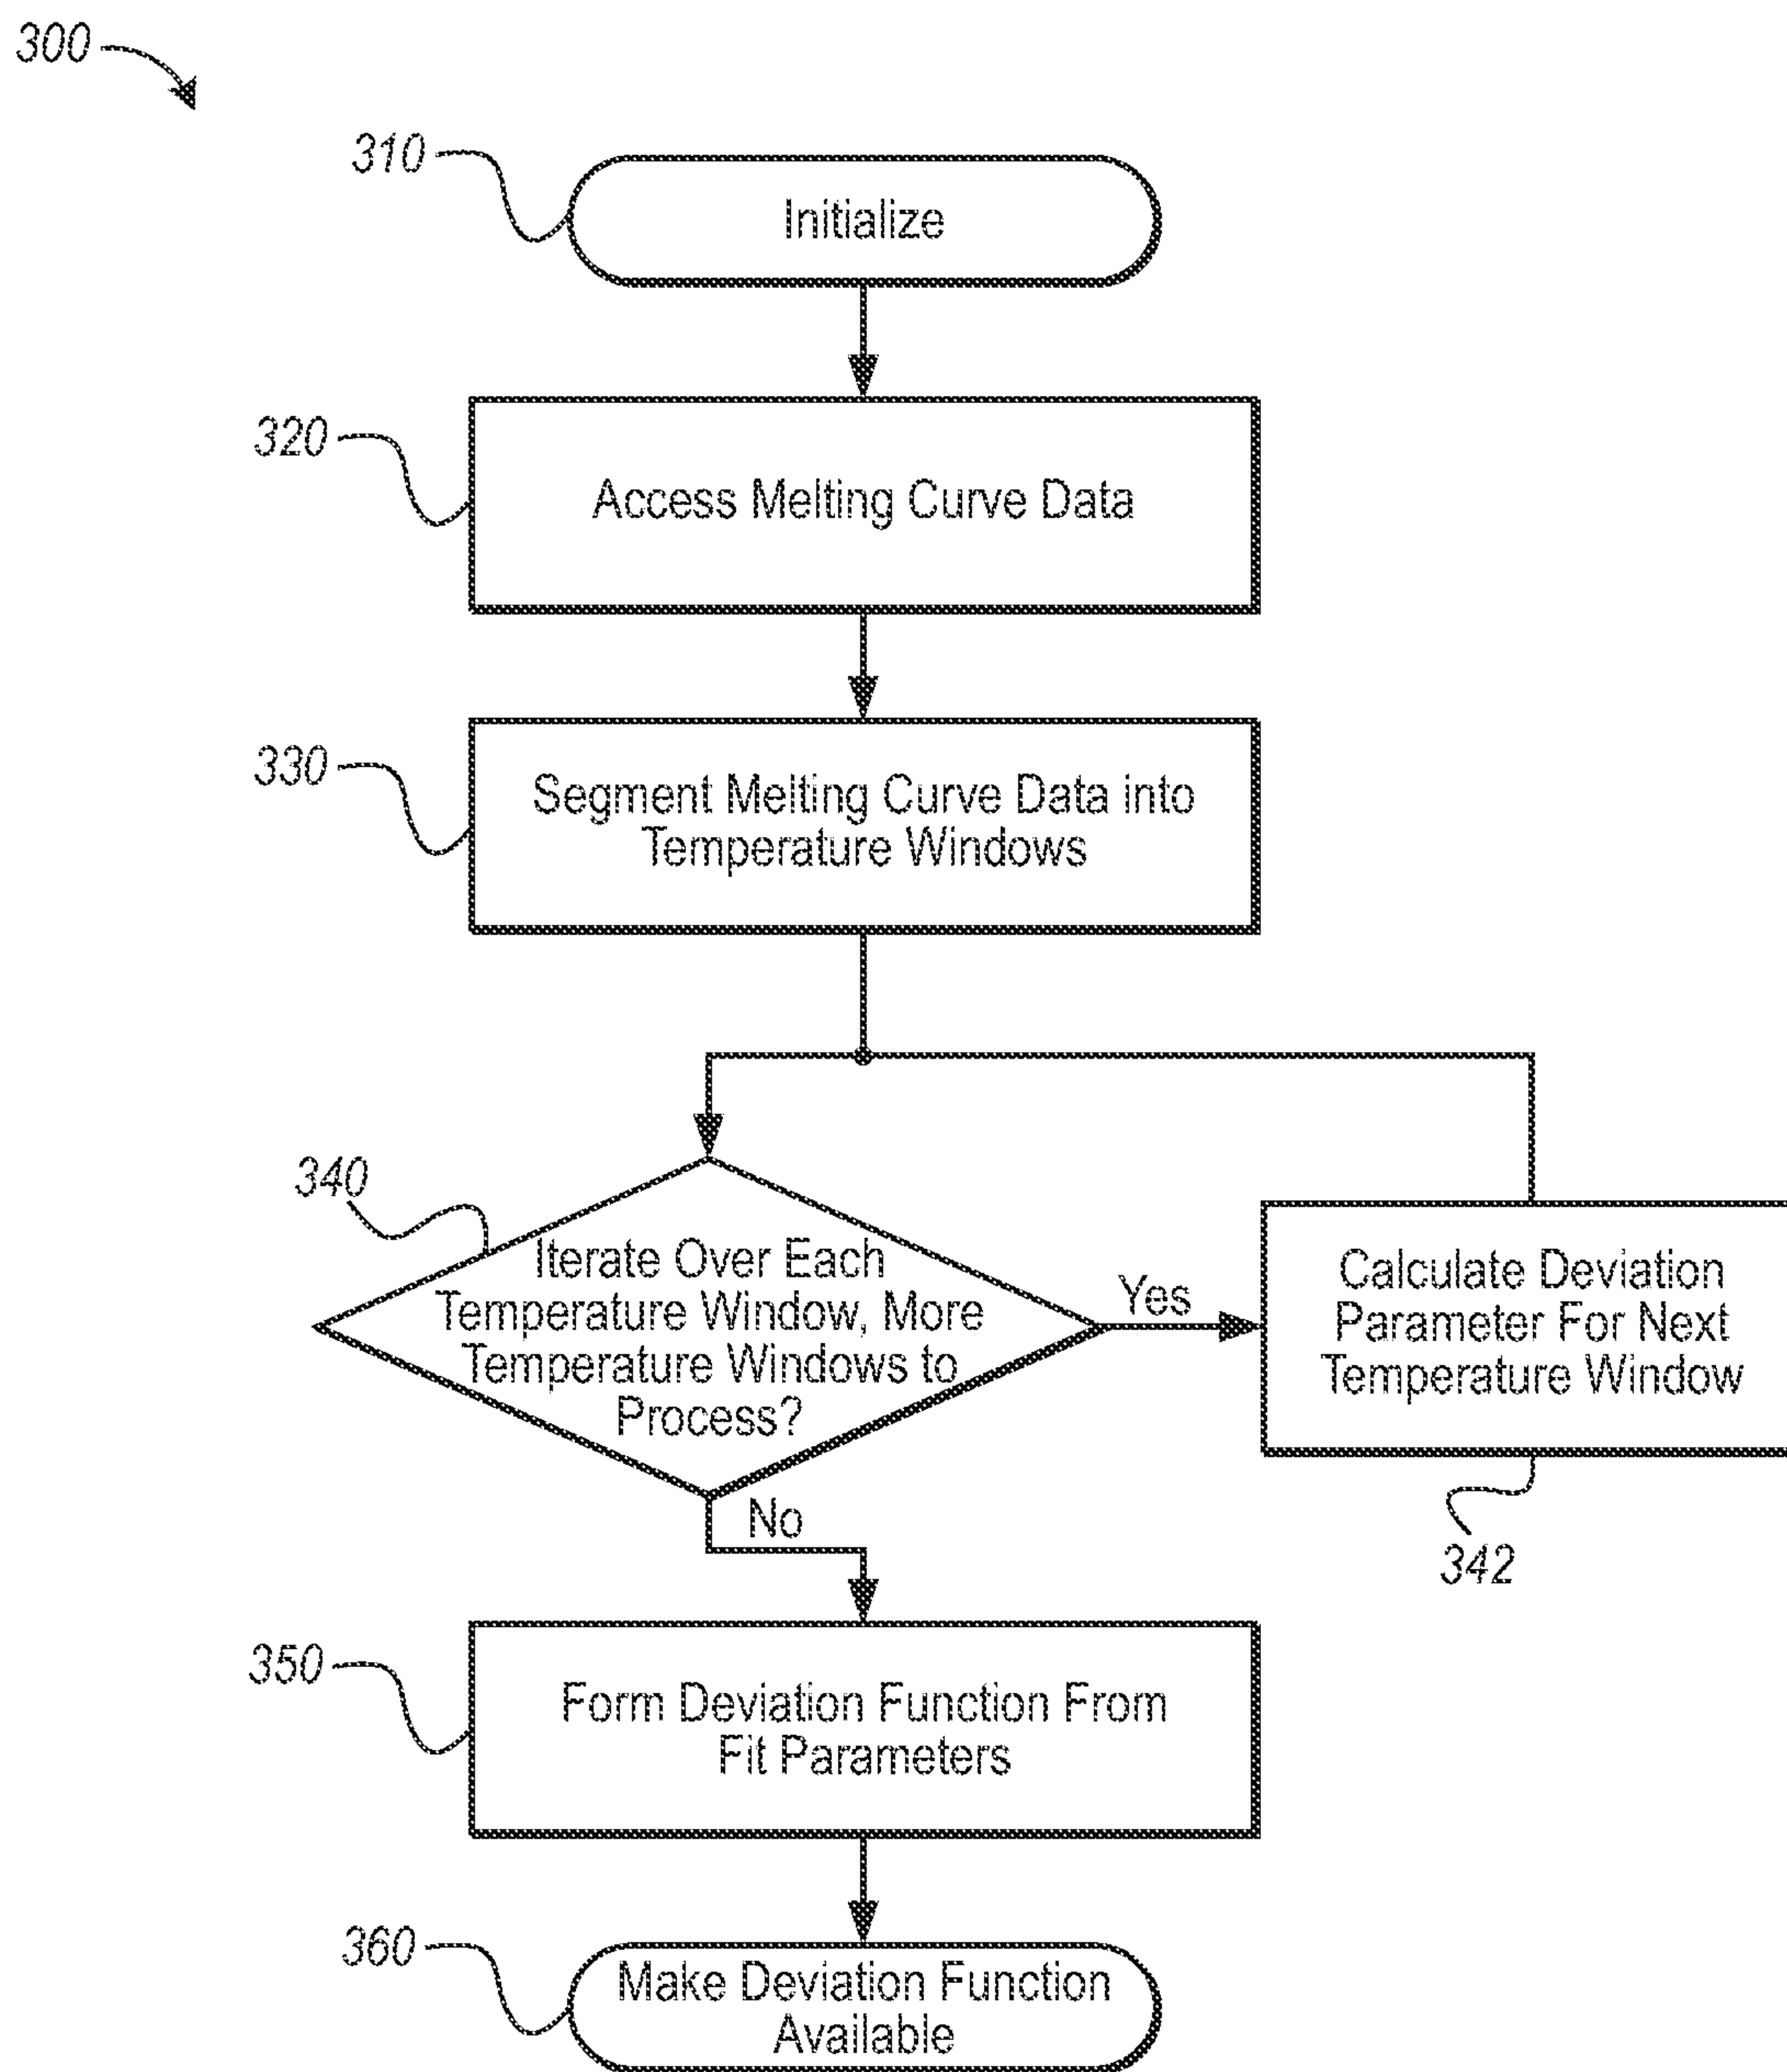 300
310
Initialize
320
Access Melting Curve Data
330
Segment Melting Curve Data into
Temperature Windows
340
Iterate Over Each
Temperature Window, More
Temperature Windows to
Process?
Yes
Calculate Deviation
Parameter For Next
Temperature Window
342
No
350
Form Deviation Function From
Fit Parameters
360
Make Deviation Function
Available